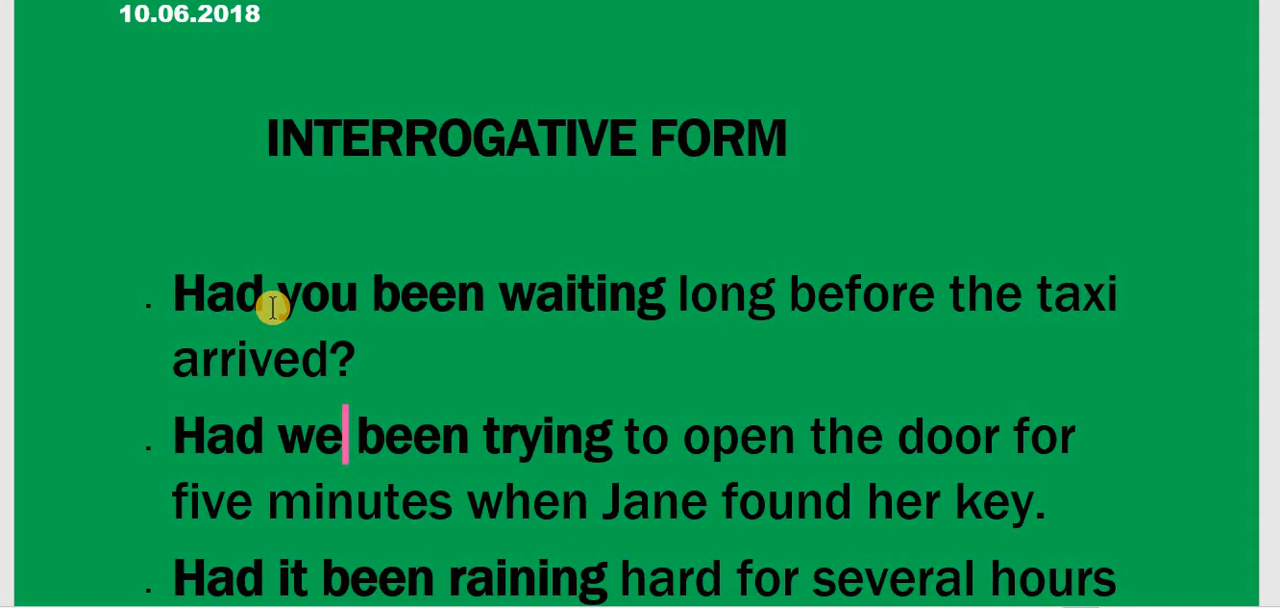 10.06.2018
INTERROGATIVE FORM
. Had you been waiting long before the taxi
arrived?
. Had we been trying to open the door for
five minutes when Jane found her key.
. Had it been raining hard for several hours